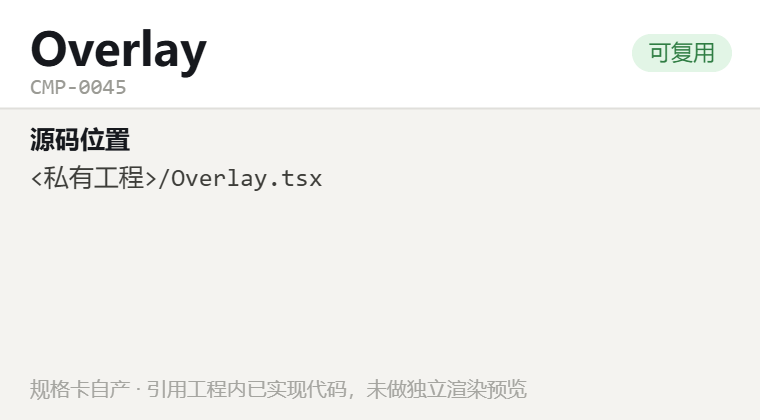 Overlay
可复用
CMP-0045
源码位置
<私有工程>/Overlay.tsx
规格卡自产 · 引用工程内已实现代码，未做独立渲染预览